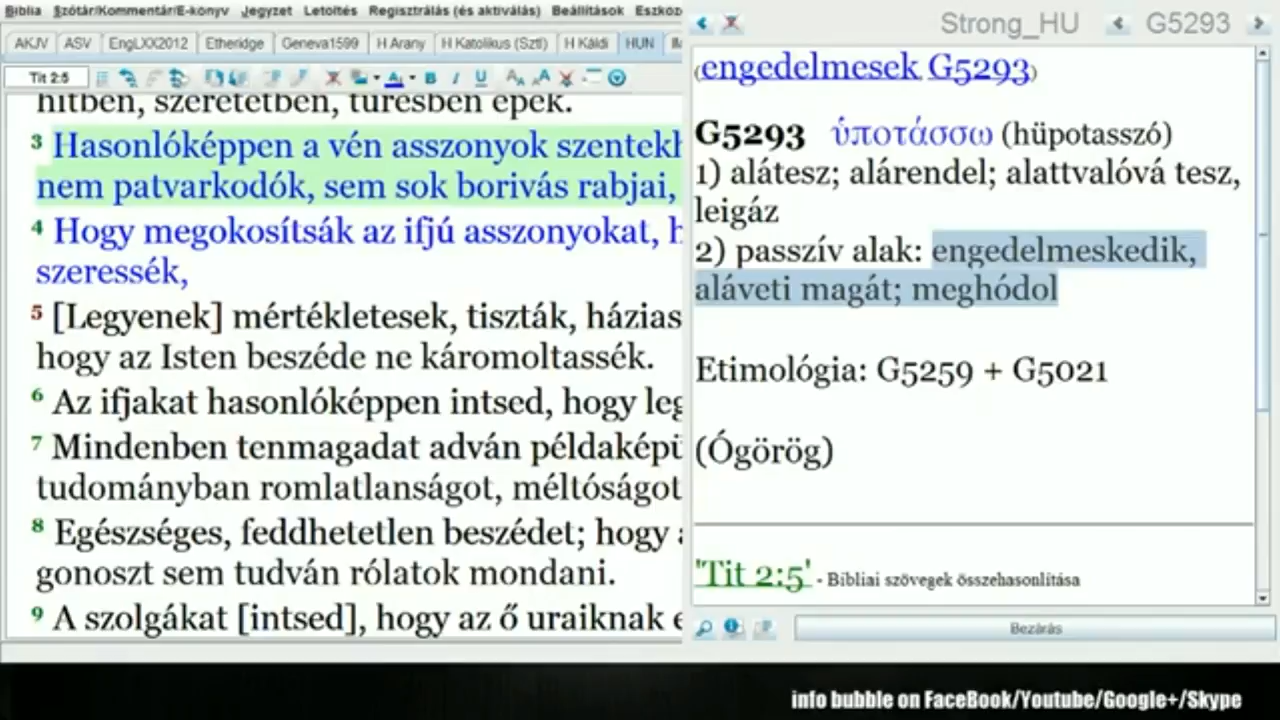 Biblia Szótár/Kommentár/E-könyv Jegyzet Letöltés Regisztrálás (és aktiválás) Beállítások Eszköz
AKJV ASV EngLXX2012 Etheridge Geneva1599 H Arany H Katolikus (SztI) H Káldi HUN
Tit 2:5
hitben, szeretetben, tűrésben épek.
3 Hasonlóképpen a vén asszonyok szentekh
nem patvarkodók, sem sok borivás rabjai,
4 Hogy megokosítsák az ifjú asszonyokat, h
szeressék,
5 [Legyenek] mértékletesek, tiszták, házias
hogy az Isten beszéde ne káromoltassék.
6 Az ifjakat hasonlóképpen intsed, hogy leg
7 Mindenben tenmagadat adván példaképü
tudományban romlatlanságot, méltóságot
8 Egészséges, feddhetetlen beszédet; hogy a
gonoszt sem tudván rólatok mondani.
9 A szolgákat [intsed], hogy az ő uraiknak e
Strong_HU G5293
(engedelmesek G5293)
G5293 ὑποτάσσω (hüpotasszó)
1) alátesz; alárendel; alattvalóvá tesz,
leigáz
2) passzív alak: engedelmeskedik,
aláveti magát; meghódol
Etimológia: G5259 + G5021
(Ógörög)
'Tit 2:5' - Bibliai szövegek összehasonlítása
Bezárás
info bubble on FaceBook/Youtube/Google+/Skype